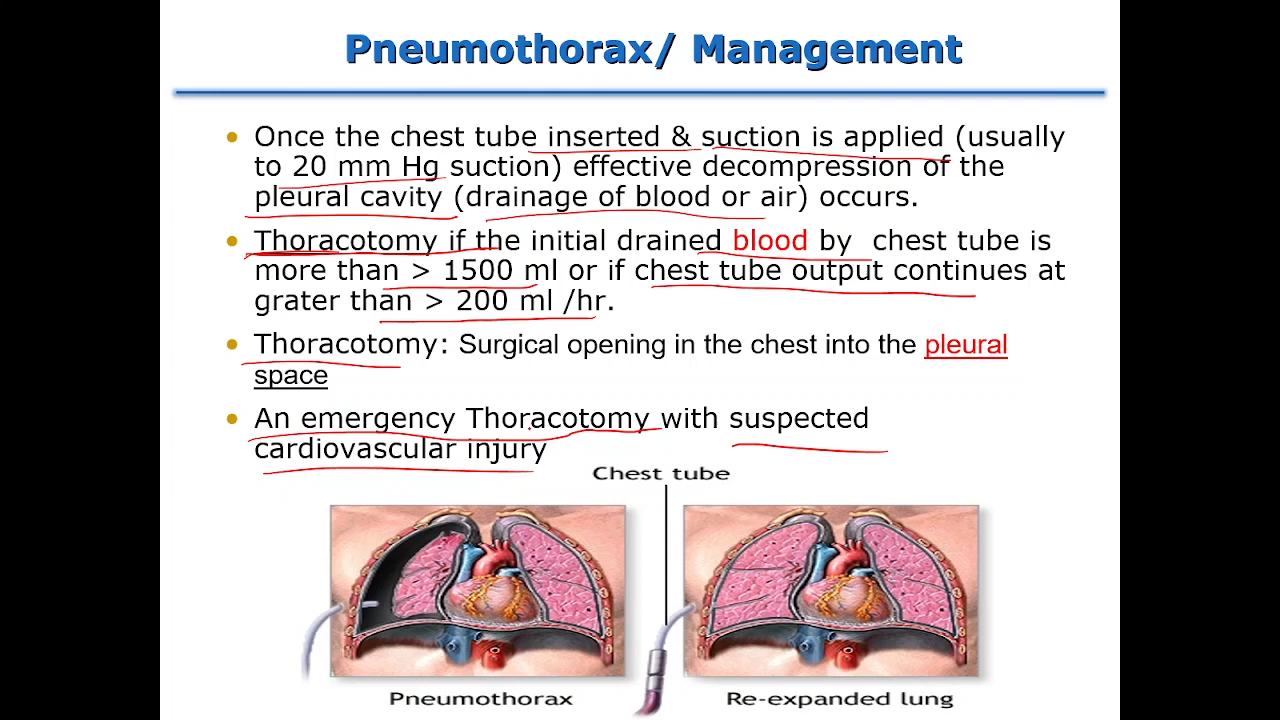 Pneumothorax/ Management
• Once the chest tube inserted & suction is applied (usually
to 20 mm Hg suction) effective decompression of the
pleural cavity (drainage of blood or air) occurs.
• Thoracotomy if the initial drained blood by chest tube is
more than > 1500 ml or if chest tube output continues at
grater than > 200 ml /hr.
• Thoracotomy: Surgical opening in the chest into the pleural
space
• An emergency Thoracotomy with suspected
cardiovascular injury
Chest tube
Pneumothorax
Re-expanded lung